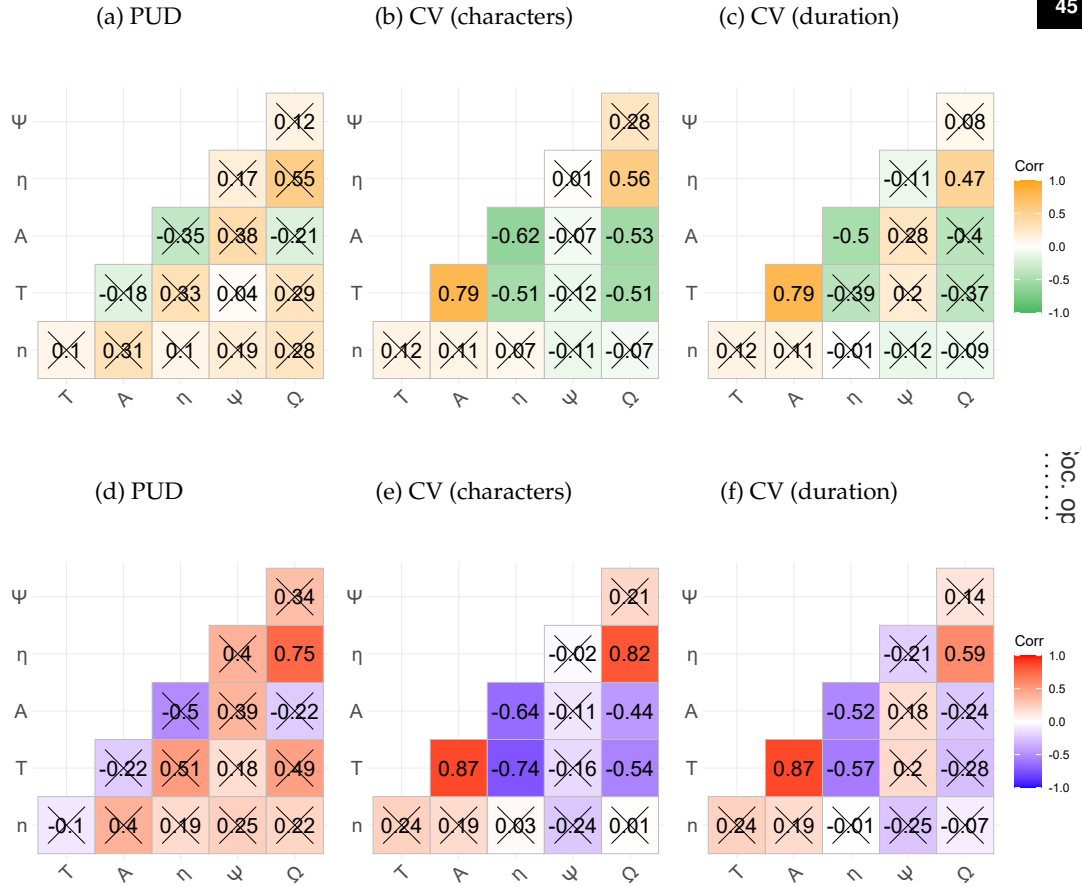 45
(a) PUD (b) CV (characters) (c) CV (duration)
Ψ 0.12 Ψ 0.28 Ψ 0.08
η 0.17 0.55 η 0.01 0.56 η -0.11 0.47
Corr
1.0
0.5
0.0
-0.5
-1.0
A -0.35 0.38 -0.21 A -0.62 -0.07 -0.53 A -0.5 0.28 -0.4
T -0.18 0.33 0.04 0.29 T 0.79 -0.51 -0.12 -0.51 T 0.79 -0.39 0.2 -0.37
n 0.1 0.31 0.1 0.19 0.28 n 0.12 0.11 0.07 -0.11 -0.07 n 0.12 0.11 -0.01 -0.12 -0.09
T A η Ψ Ω T A η Ψ Ω T A η Ψ Ω
(d) PUD (e) CV (characters) (f) CV (duration)
Ψ 0.34 Ψ 0.21 Ψ 0.14
η 0.4 0.75 η -0.02 0.82 η -0.21 0.59
Corr
1.0
0.5
0.0
-0.5
-1.0
A -0.5 0.39 -0.22 A -0.64 -0.11 -0.44 A -0.52 0.18 -0.24
T -0.22 0.51 0.18 0.49 T 0.87 -0.74 -0.16 -0.54 T 0.87 -0.57 0.2 -0.28
n -0.1 0.4 0.19 0.25 0.22 n 0.24 0.19 0.03 -0.24 0.01 n 0.24 0.19 -0.01 -0.25 -0.07
T A η Ψ Ω T A η Ψ Ω T A η Ψ Ω